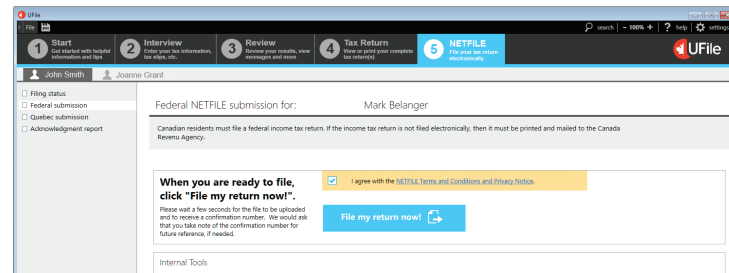 UFile
File
search | – 100% + | ? help | settings
1 Start
Get started with helpful
information and tips
2 Interview
Enter your tax information,
tax slips, etc.
3 Review
Review your results, view
messages and more
4 Tax Return
View or print your complete
tax return(s)
5 NETFILE
File your tax return
electronically
UFile
John Smith
Joanne Grant
Filing status
Federal submission
Quebec submission
Acknowledgment report
Federal NETFILE submission for: Mark Belanger
Canadian residents must file a federal income tax return. If the income tax return is not filed electronically, then it must be printed and mailed to the Canada
Revenu Agency.
When you are ready to file,
click "File my return now!".
Please wait a few seconds for the file to be uploaded
and to receive a confirmation number. We would ask
that you take note of the confirmation number for
future reference, if needed.
I agree with the NETFILE Terms and Conditions and Privacy Notice.
File my return now!
Internal Tools